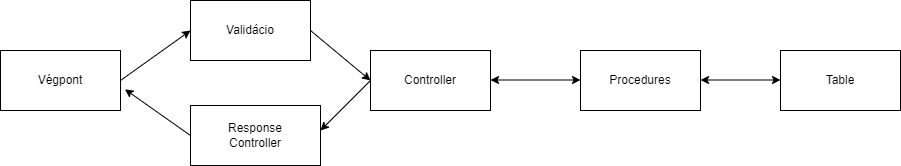 Validácio
Végpont
Controller
Procedures
Table
Response
Controller